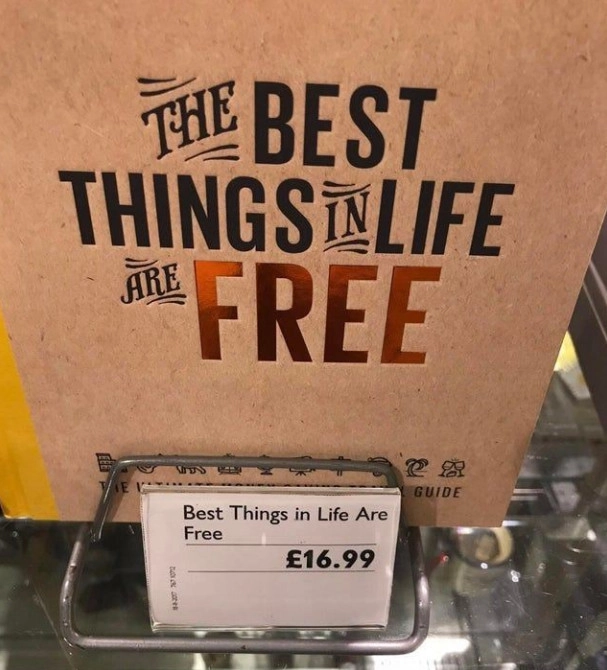 THE BEST
THINGS IN LIFE
ARE FREE
GUIDE
Best Things in Life Are
Free
£16.99